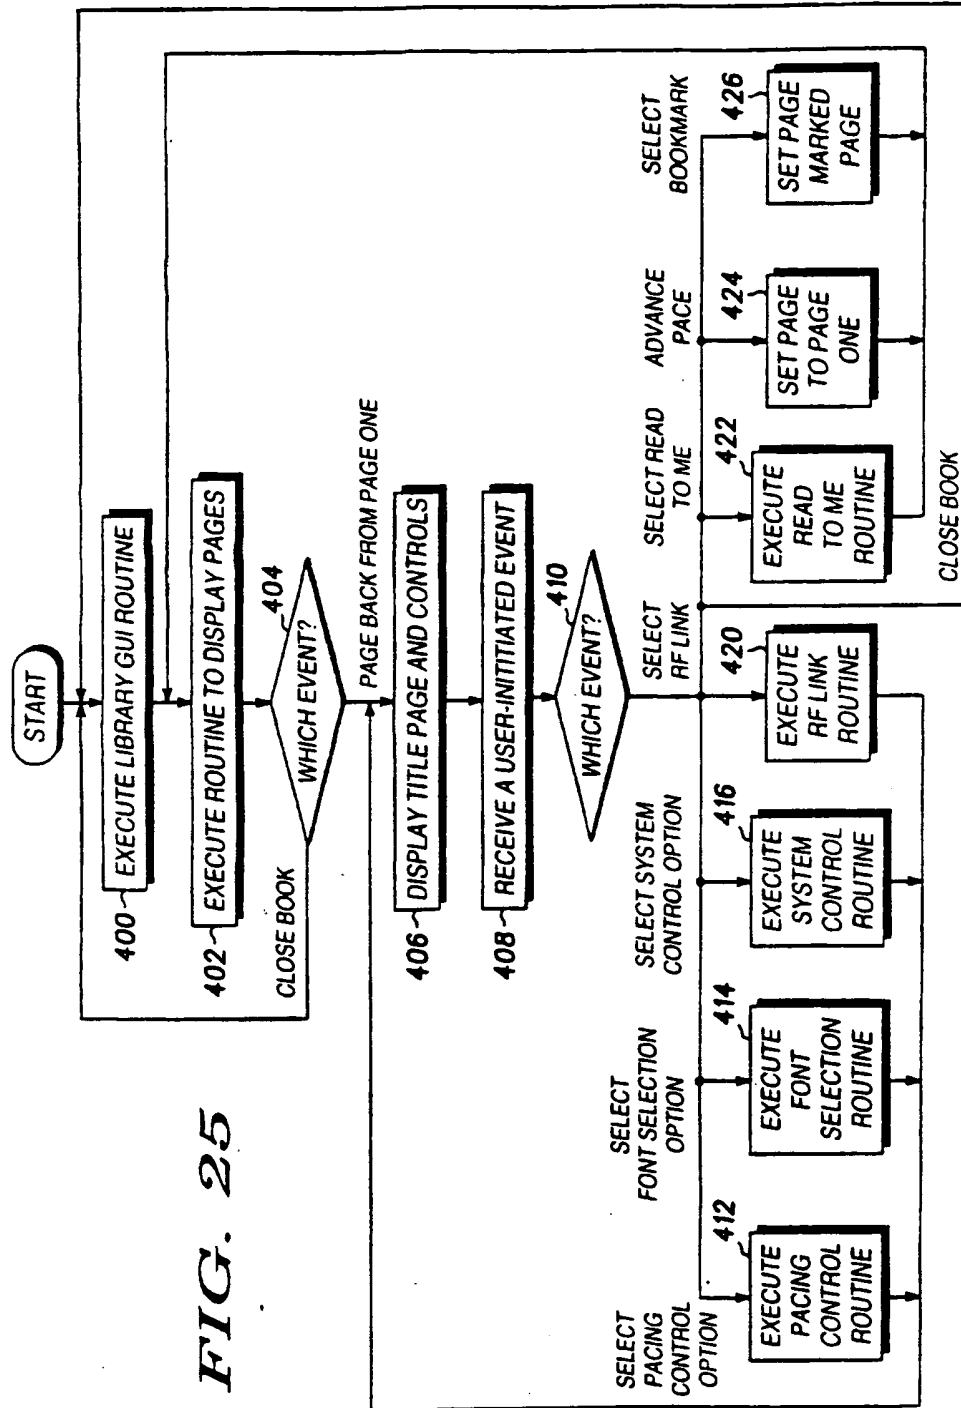 FIG. 25
START
400
EXECUTE LIBRARY GUI ROUTINE
402
EXECUTE ROUTINE TO DISPLAY PAGES
WHICH EVENT?
404
CLOSE BOOK
PAGE BACK FROM PAGE ONE
406
DISPLAY TITLE PAGE AND CONTROLS
408
RECEIVE A USER-INITITIATED EVENT
WHICH EVENT?
410
SELECT
PACING
CONTROL
OPTION
412
EXECUTE
PACING
CONTROL
ROUTINE
SELECT
FONT SELECTION
OPTION
414
EXECUTE
FONT
SELECTION
ROUTINE
SELECT SYSTEM
CONTROL OPTION
416
EXECUTE
SYSTEM
CONTROL
ROUTINE
SELECT
RF LINK
420
EXECUTE
RF LINK
ROUTINE
SELECT READ
TO ME
422
EXECUTE
READ
TO ME
ROUTINE
ADVANCE
PACE
424
SET PAGE
TO PAGE
ONE
SELECT
BOOKMARK
426
SET PAGE
MARKED
PAGE
CLOSE BOOK